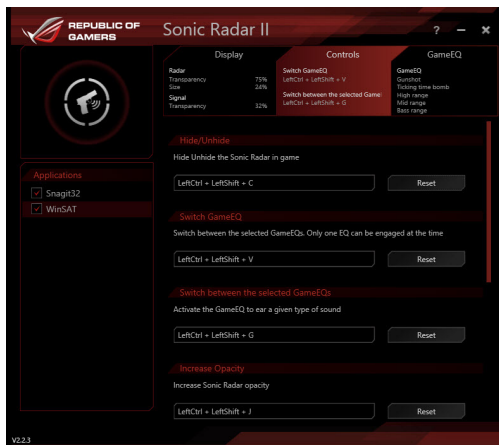 REPUBLIC OF
GAMERS
Sonic Radar II
?
Display
Radar
Transparency 75%
Size 24%
Signal
Transparency 32%
Controls
Switch GameEQ
LeftCtrl + LeftShift + V
Switch between the selected Game
LeftCtrl + LeftShift + G
GameEQ
GameEQ
Gunshot
Ticking time bomb
High range
Mid range
Bass range
Applications
Snagit32
WinSAT
Hide/Unhide
Hide Unhide the Sonic Radar in game
LeftCtrl + LeftShift + C
Reset
Switch GameEQ
Switch between the selected GameEQs. Only one EQ can be engaged at the time
LeftCtrl + LeftShift + V
Reset
Switch between the selected GameEQs
Activate the GameEQ to ear a given type of sound
LeftCtrl + LeftShift + G
Reset
Increase Opacity
Increase Sonic Radar opacity
LeftCtrl + LeftShift + J
Reset
V2.2.3